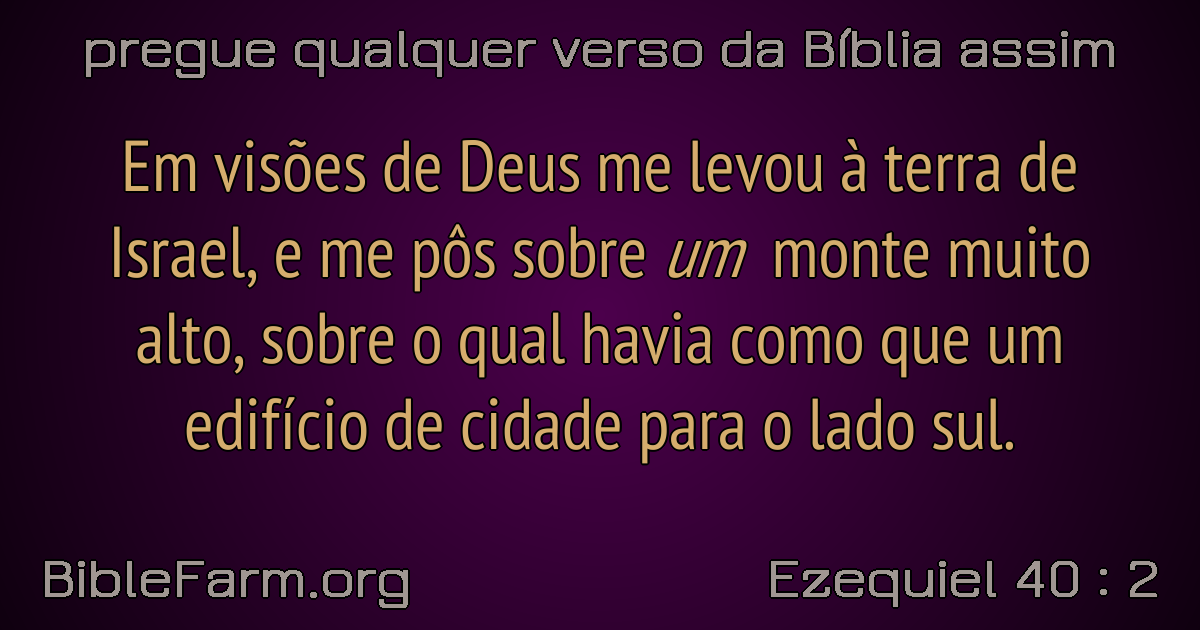 pregue qualquer verso da Bíblia assim
Em visões de Deus me levou à terra de
Israel, e me pôs sobre um monte muito
alto, sobre o qual havia como que um
edifício de cidade para o lado sul.
BibleFarm.org
Ezequiel 40 : 2